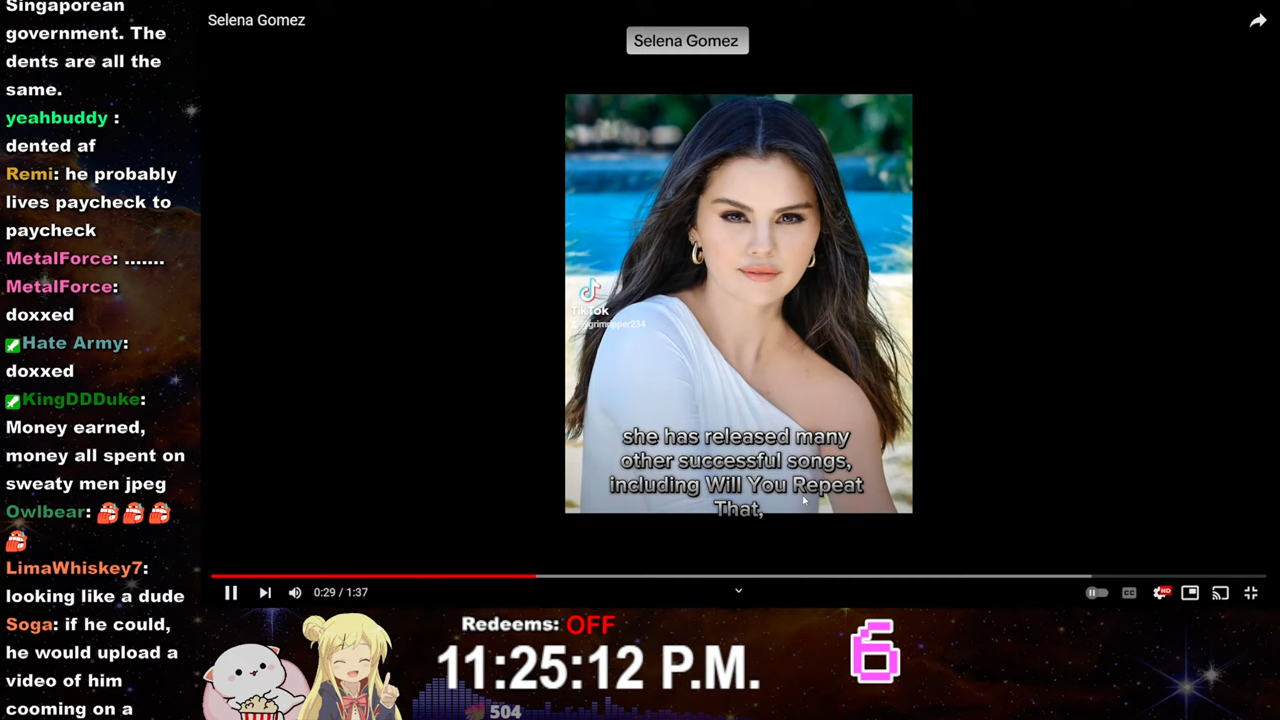 Singaporean
government. The
dents are all the
same.
yeahbuddy :
dented af
Remi: he probably
lives paycheck to
paycheck
MetalForce: .......
MetalForce:
doxxed
Hate Army:
doxxed
KingDDDuke:
Money earned,
money all spent on
sweaty men jpeg
Owlbear:
LimaWhiskey7:
looking like a dude
Soga: if he could,
he would upload a
video of him
cooming on a
Selena Gomez
Selena Gomez
TikTok
she has released many
other successful songs,
including Will You Repeat
That,
0:29 / 1:37
CC
HD
Redeems: OFF
11:25:12 P.M.
6
504